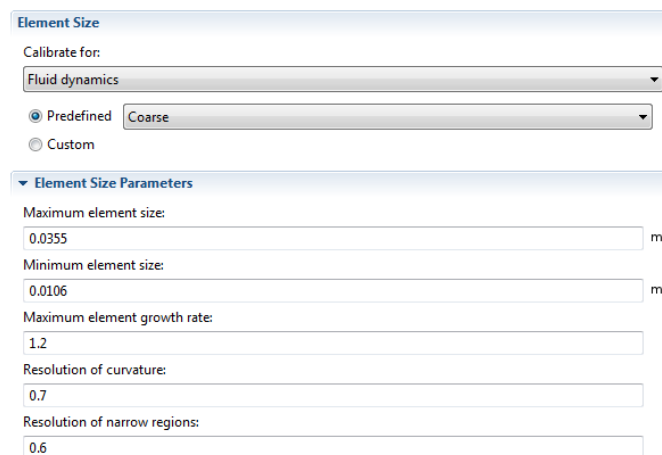 Element Size
Calibrate for:
Fluid dynamics
Predefined Coarse
Custom
Element Size Parameters
Maximum element size:
0.0355 m
Minimum element size:
0.0106 m
Maximum element growth rate:
1.2
Resolution of curvature:
0.7
Resolution of narrow regions:
0.6